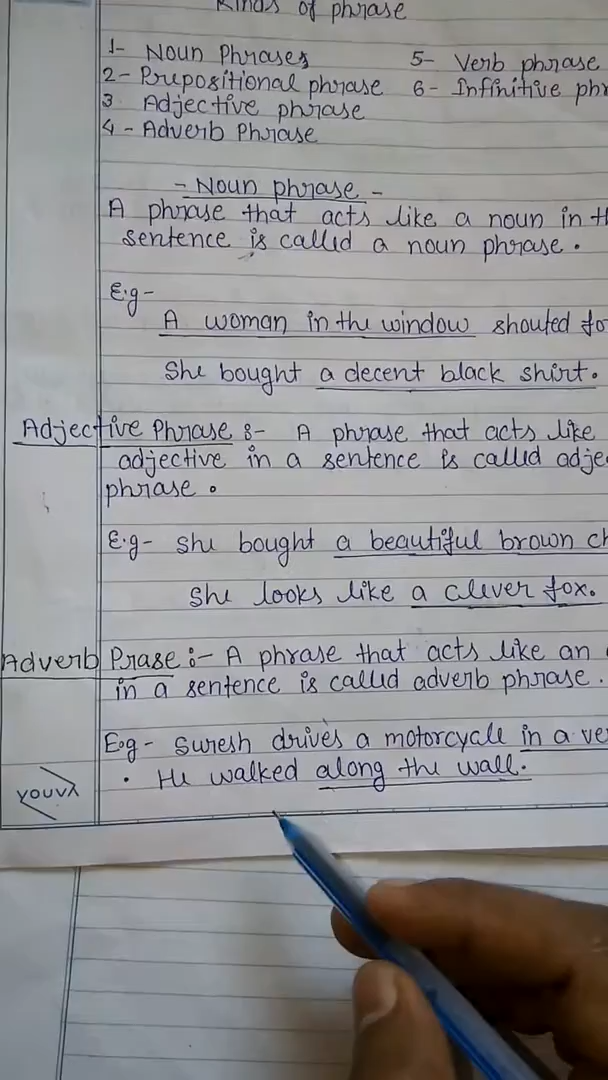 Kinds of phrase
1- Noun Phrases 5- Verb phrase
2- Prepositional phrase 6- Infinitive
3 Adjective phrase
4 - Adverb Phrase
- Noun phrase -
A phrase that acts like a noun in
sentence is called a noun phrase.
E.g-
A woman in the window shouted
She bought a decent black shirt.
Adjective Phrase :- A phrase that acts like
adjective in a sentence is called
phrase.
E.g- She bought a beautiful brown
She looks like a clever fox.
Adverb Prase :- A phrase that acts like an
in a sentence is called adverb phrase.
E.g- Suresh drives a motorcycle in a
. He walked along the wall.
YOUVA